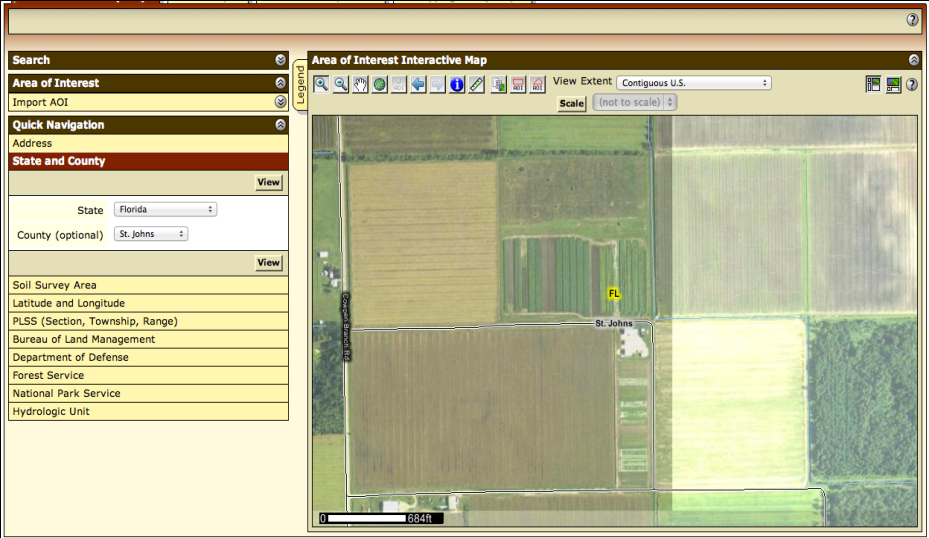 Search
Area of Interest
Import AOI
Quick Navigation
Address
State and County
View
State Florida
County (optional) St. Johns
View
Soil Survey Area
Latitude and Longitude
PLSS (Section, Township, Range)
Bureau of Land Management
Department of Defense
Forest Service
National Park Service
Hydrologic Unit
Legend
Area of Interest Interactive Map
AOI AOI AOI
View Extent Contiguous U.S.
Scale (not to scale)
FL
St. Johns
Cowpen Branch Rd
0 684ft